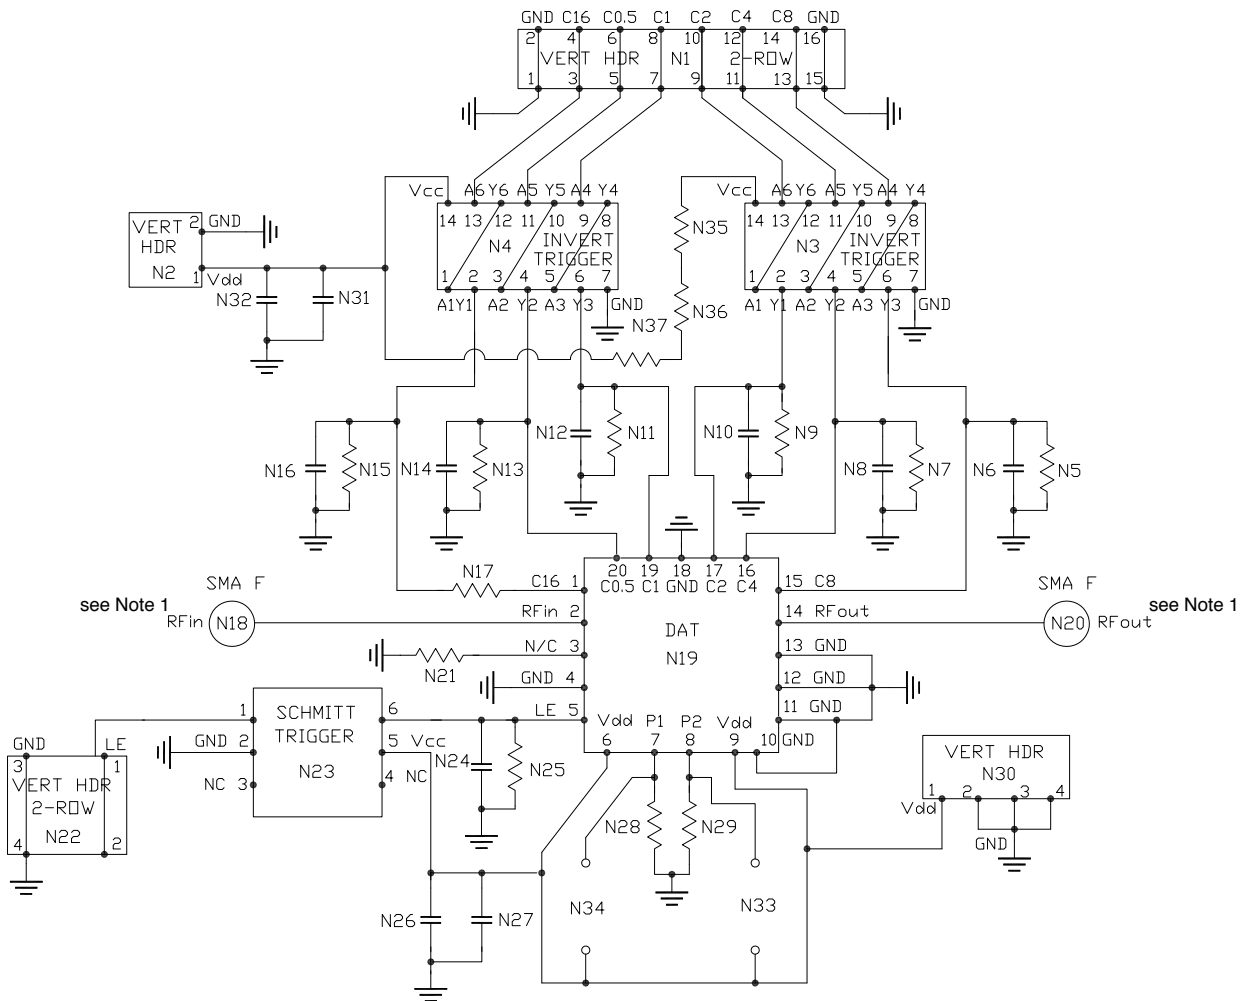 GND C16 C0.5 C1 C2 C4 C8 GND
2 4 6 8 10 12 14 16
VERT HDR N1 2-ROW
1 3 5 7 9 11 13 15
Vcc A6 Y6 A5 Y5 A4 Y4
14 13 12 11 10 9 8
N4 INVERT
TRIGGER
1 2 3 4 5 6 7
A1 Y1 A2 Y2 A3 Y3 GND
Vcc A6 Y6 A5 Y5 A4 Y4
14 13 12 11 10 9 8
N3 INVERT
TRIGGER
1 2 3 4 5 6 7
A1 Y1 A2 Y2 A3 Y3 GND
VERT 2 GND
HDR
N2 1 Vdd
N32 N31
N35
N36
N37
N16 N15 N14 N13 N12 N11 N10 N9 N8 N7 N6 N5
20 19 18 17 16
C0.5 C1 GND C2 C4
N17 C16 1
15 C8
SMA F
see Note 1 RFin N18
RFin 2
14 RFout
SMA F
N20 RFout see Note 1
DAT
N19
N21 N/C 3
13 GND
GND 4
12 GND
LE 5
11 GND
Vdd P1 P2 Vdd
6 7 8 9 10 GND
1 SCHMITT 6
TRIGGER
GND 2 5 Vcc
N23
NC 3 4 NC
N24 N25
GND LE
3 1
VERT HDR
2-ROW
N22
4 2
N28 N29
VERT HDR
N30
1 2 3 4
Vdd
GND
N26 N27
N34 N33